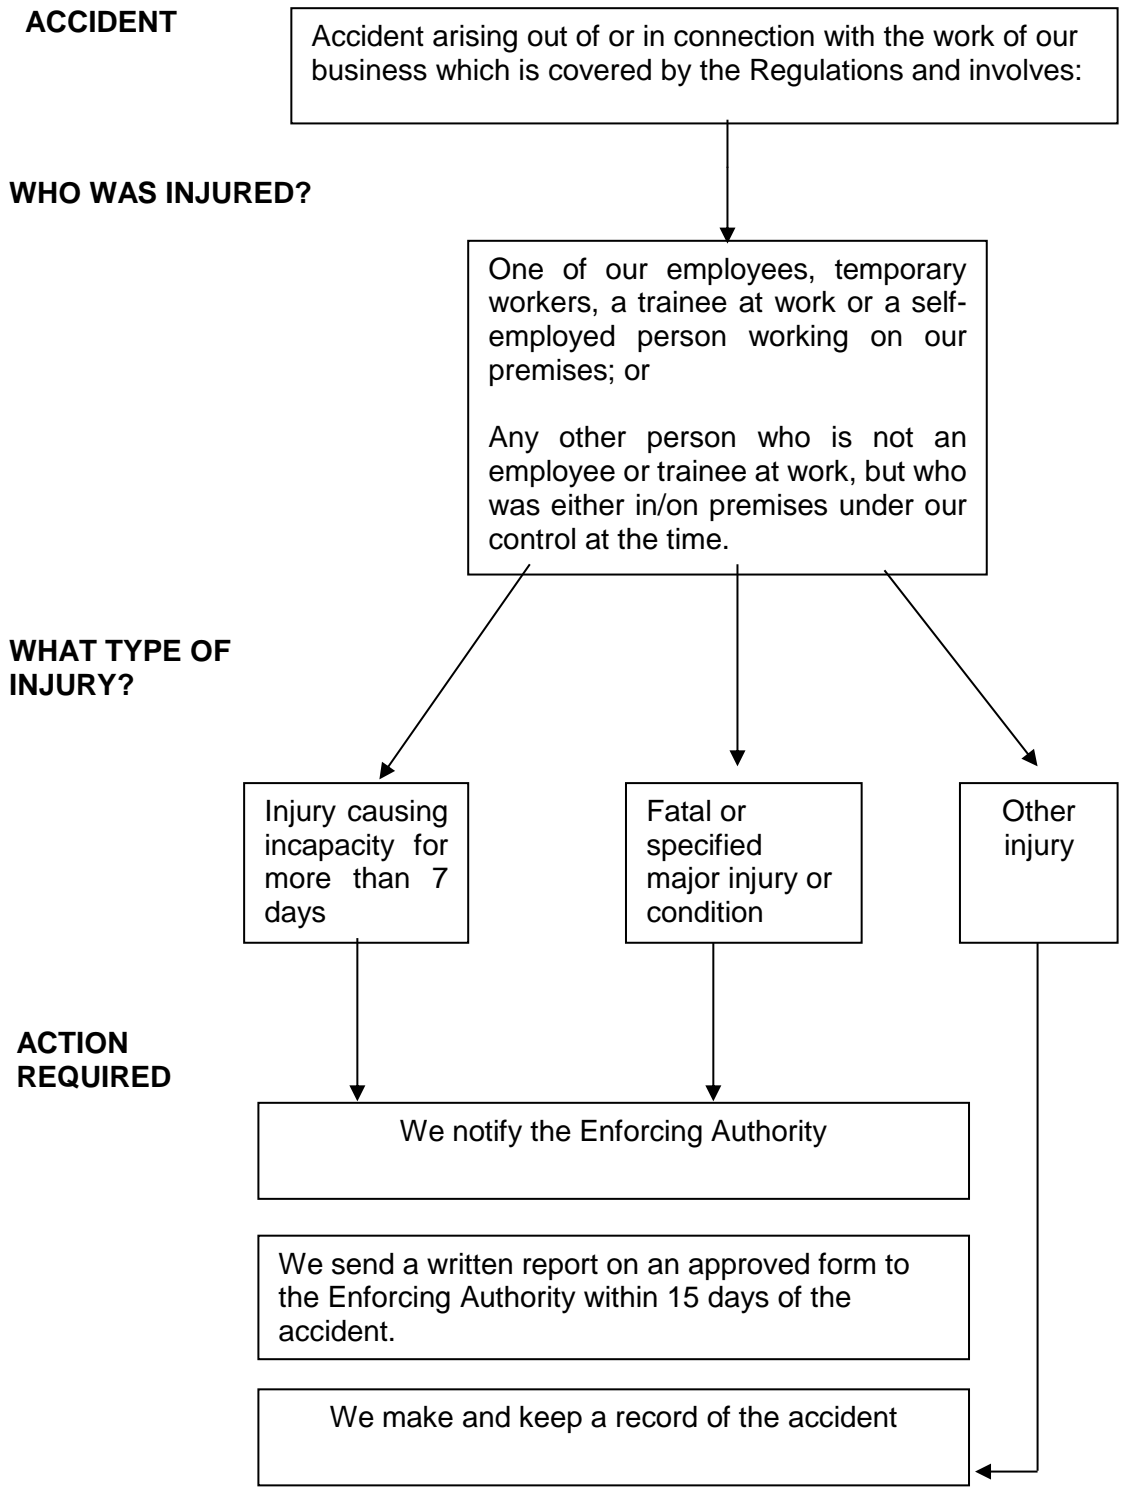 ACCIDENT
Accident arising out of or in connection with the work of our
business which is covered by the Regulations and involves:
WHO WAS INJURED?
One of our employees, temporary
workers, a trainee at work or a self-
employed person working on our
premises; or
Any other person who is not an
employee or trainee at work, but who
was either in/on premises under our
control at the time.
WHAT TYPE OF
INJURY?
Injury causing
incapacity for
more than 7
days
Fatal or
specified
major injury or
condition
Other
injury
ACTION
REQUIRED
We notify the Enforcing Authority
We send a written report on an approved form to
the Enforcing Authority within 15 days of the
accident.
We make and keep a record of the accident